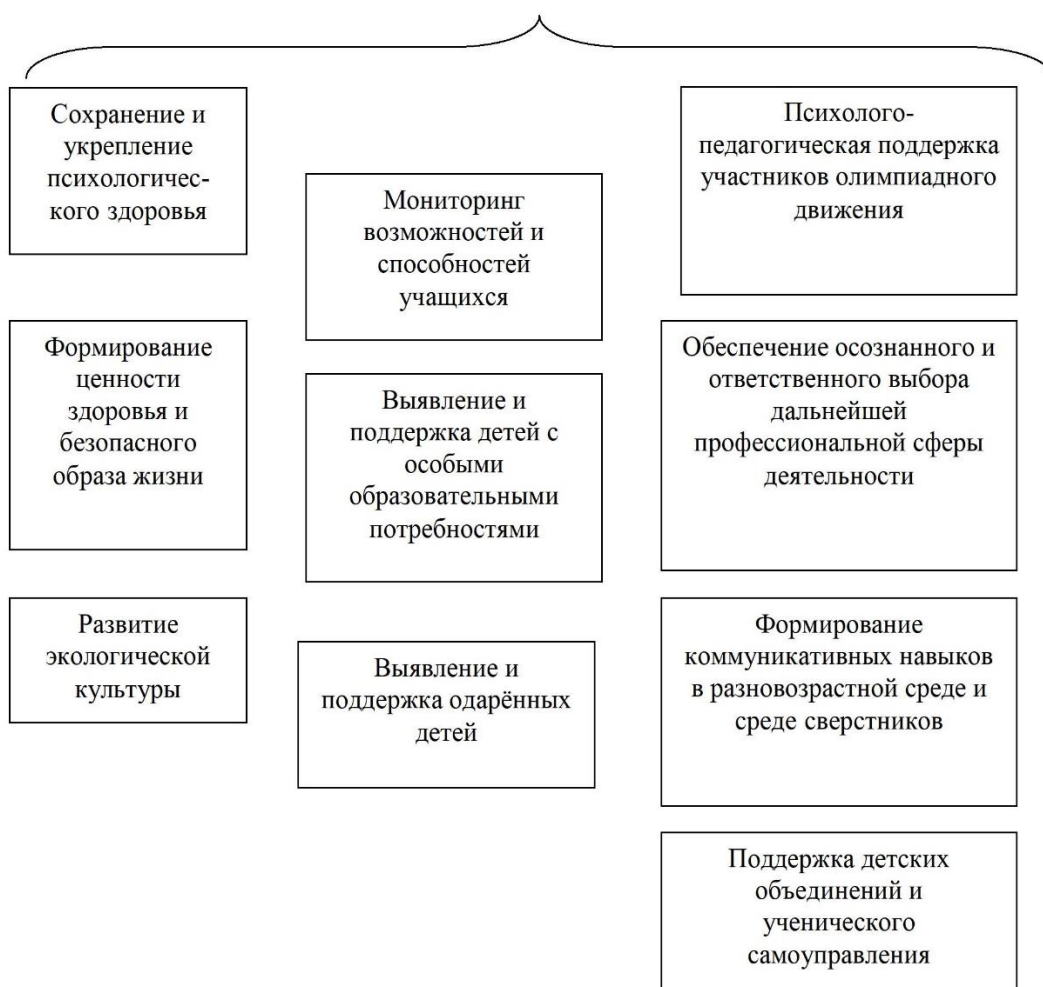 Сохранение и
укрепление
психологичес-
кого здоровья
Формирование
ценности
здоровья и
безопасного
образа жизни
Развитие
экологической
культуры
Мониторинг
возможностей и
способностей
учащихся
Выявление и
поддержка детей с
особыми
образовательными
потребностями
Выявление и
поддержка одарённых
детей
Психолого-
педагогическая поддержка
участников олимпиадного
движения
Обеспечение осознанного и
ответственного выбора
дальнейшей
профессиональной сферы
деятельности
Формирование
коммуникативных навыков
в разновозрастной среде и
среде сверстников
Поддержка детских
объединений и
ученического
самоуправления